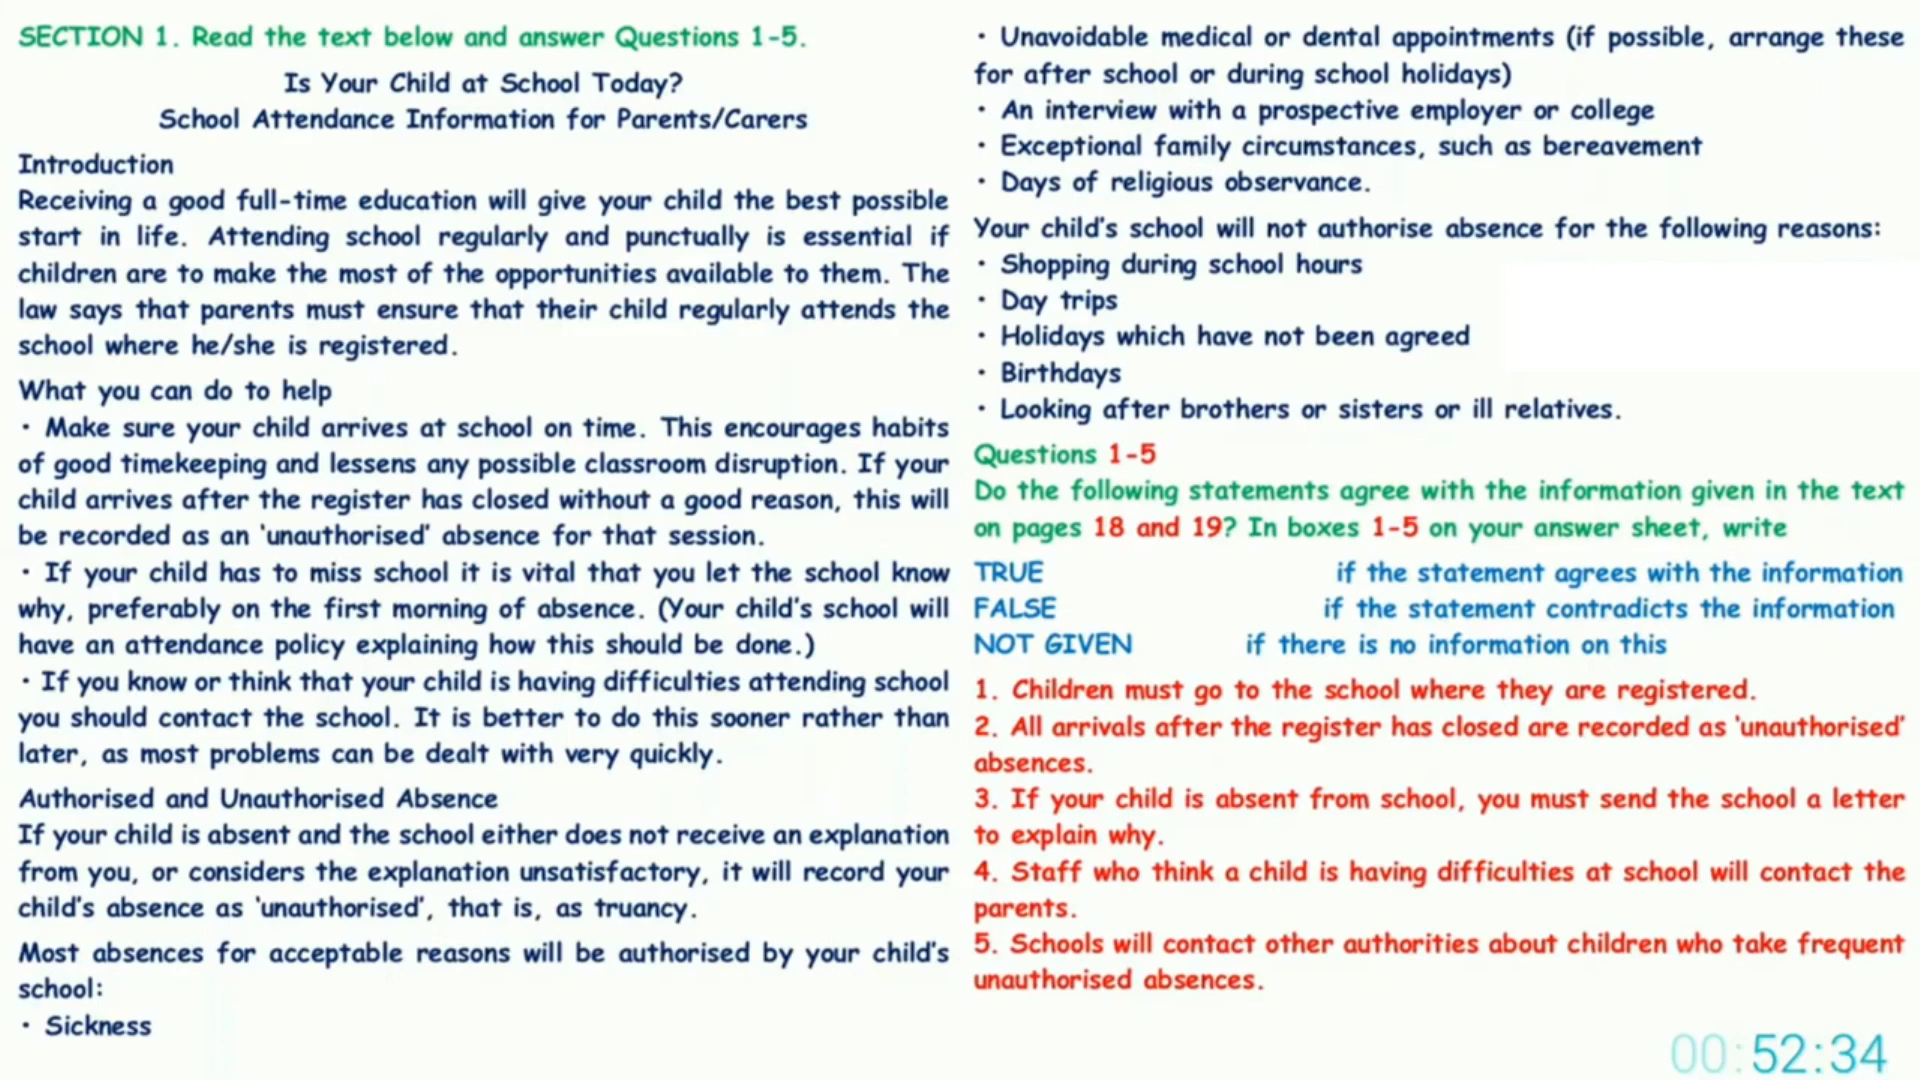 SECTION 1. Read the text below and answer Questions 1-5.
Is Your Child at School Today?
School Attendance Information for Parents/Carers
Introduction
Receiving a good full-time education will give your child the best possible
start in life. Attending school regularly and punctually is essential if
children are to make the most of the opportunities available to them. The
law says that parents must ensure that their child regularly attends the
school where he/she is registered.
What you can do to help
• Make sure your child arrives at school on time. This encourages habits
of good timekeeping and lessens any possible classroom disruption. If your
child arrives after the register has closed without a good reason, this will
be recorded as an 'unauthorised' absence for that session.
• If your child has to miss school it is vital that you let the school know
why, preferably on the first morning of absence. (Your child's school will
have an attendance policy explaining how this should be done.)
• If you know or think that your child is having difficulties attending school
you should contact the school. It is better to do this sooner rather than
later, as most problems can be dealt with very quickly.
Authorised and Unauthorised Absence
If your child is absent and the school either does not receive an explanation
from you, or considers the explanation unsatisfactory, it will record your
child's absence as 'unauthorised', that is, as truancy.
Most absences for acceptable reasons will be authorised by your child's
school:
• Sickness
• Unavoidable medical or dental appointments (if possible, arrange these
for after school or during school holidays)
• An interview with a prospective employer or college
• Exceptional family circumstances, such as bereavement
• Days of religious observance.
Your child's school will not authorise absence for the following reasons:
• Shopping during school hours
• Day trips
• Holidays which have not been agreed
• Birthdays
• Looking after brothers or sisters or ill relatives.
Questions 1-5
Do the following statements agree with the information given in the text
on pages 18 and 19? In boxes 1-5 on your answer sheet, write
TRUE if the statement agrees with the information
FALSE if the statement contradicts the information
NOT GIVEN if there is no information on this
1. Children must go to the school where they are registered.
2. All arrivals after the register has closed are recorded as 'unauthorised'
absences.
3. If your child is absent from school, you must send the school a letter
to explain why.
4. Staff who think a child is having difficulties at school will contact the
parents.
5. Schools will contact other authorities about children who take frequent
unauthorised absences.
00:52:34